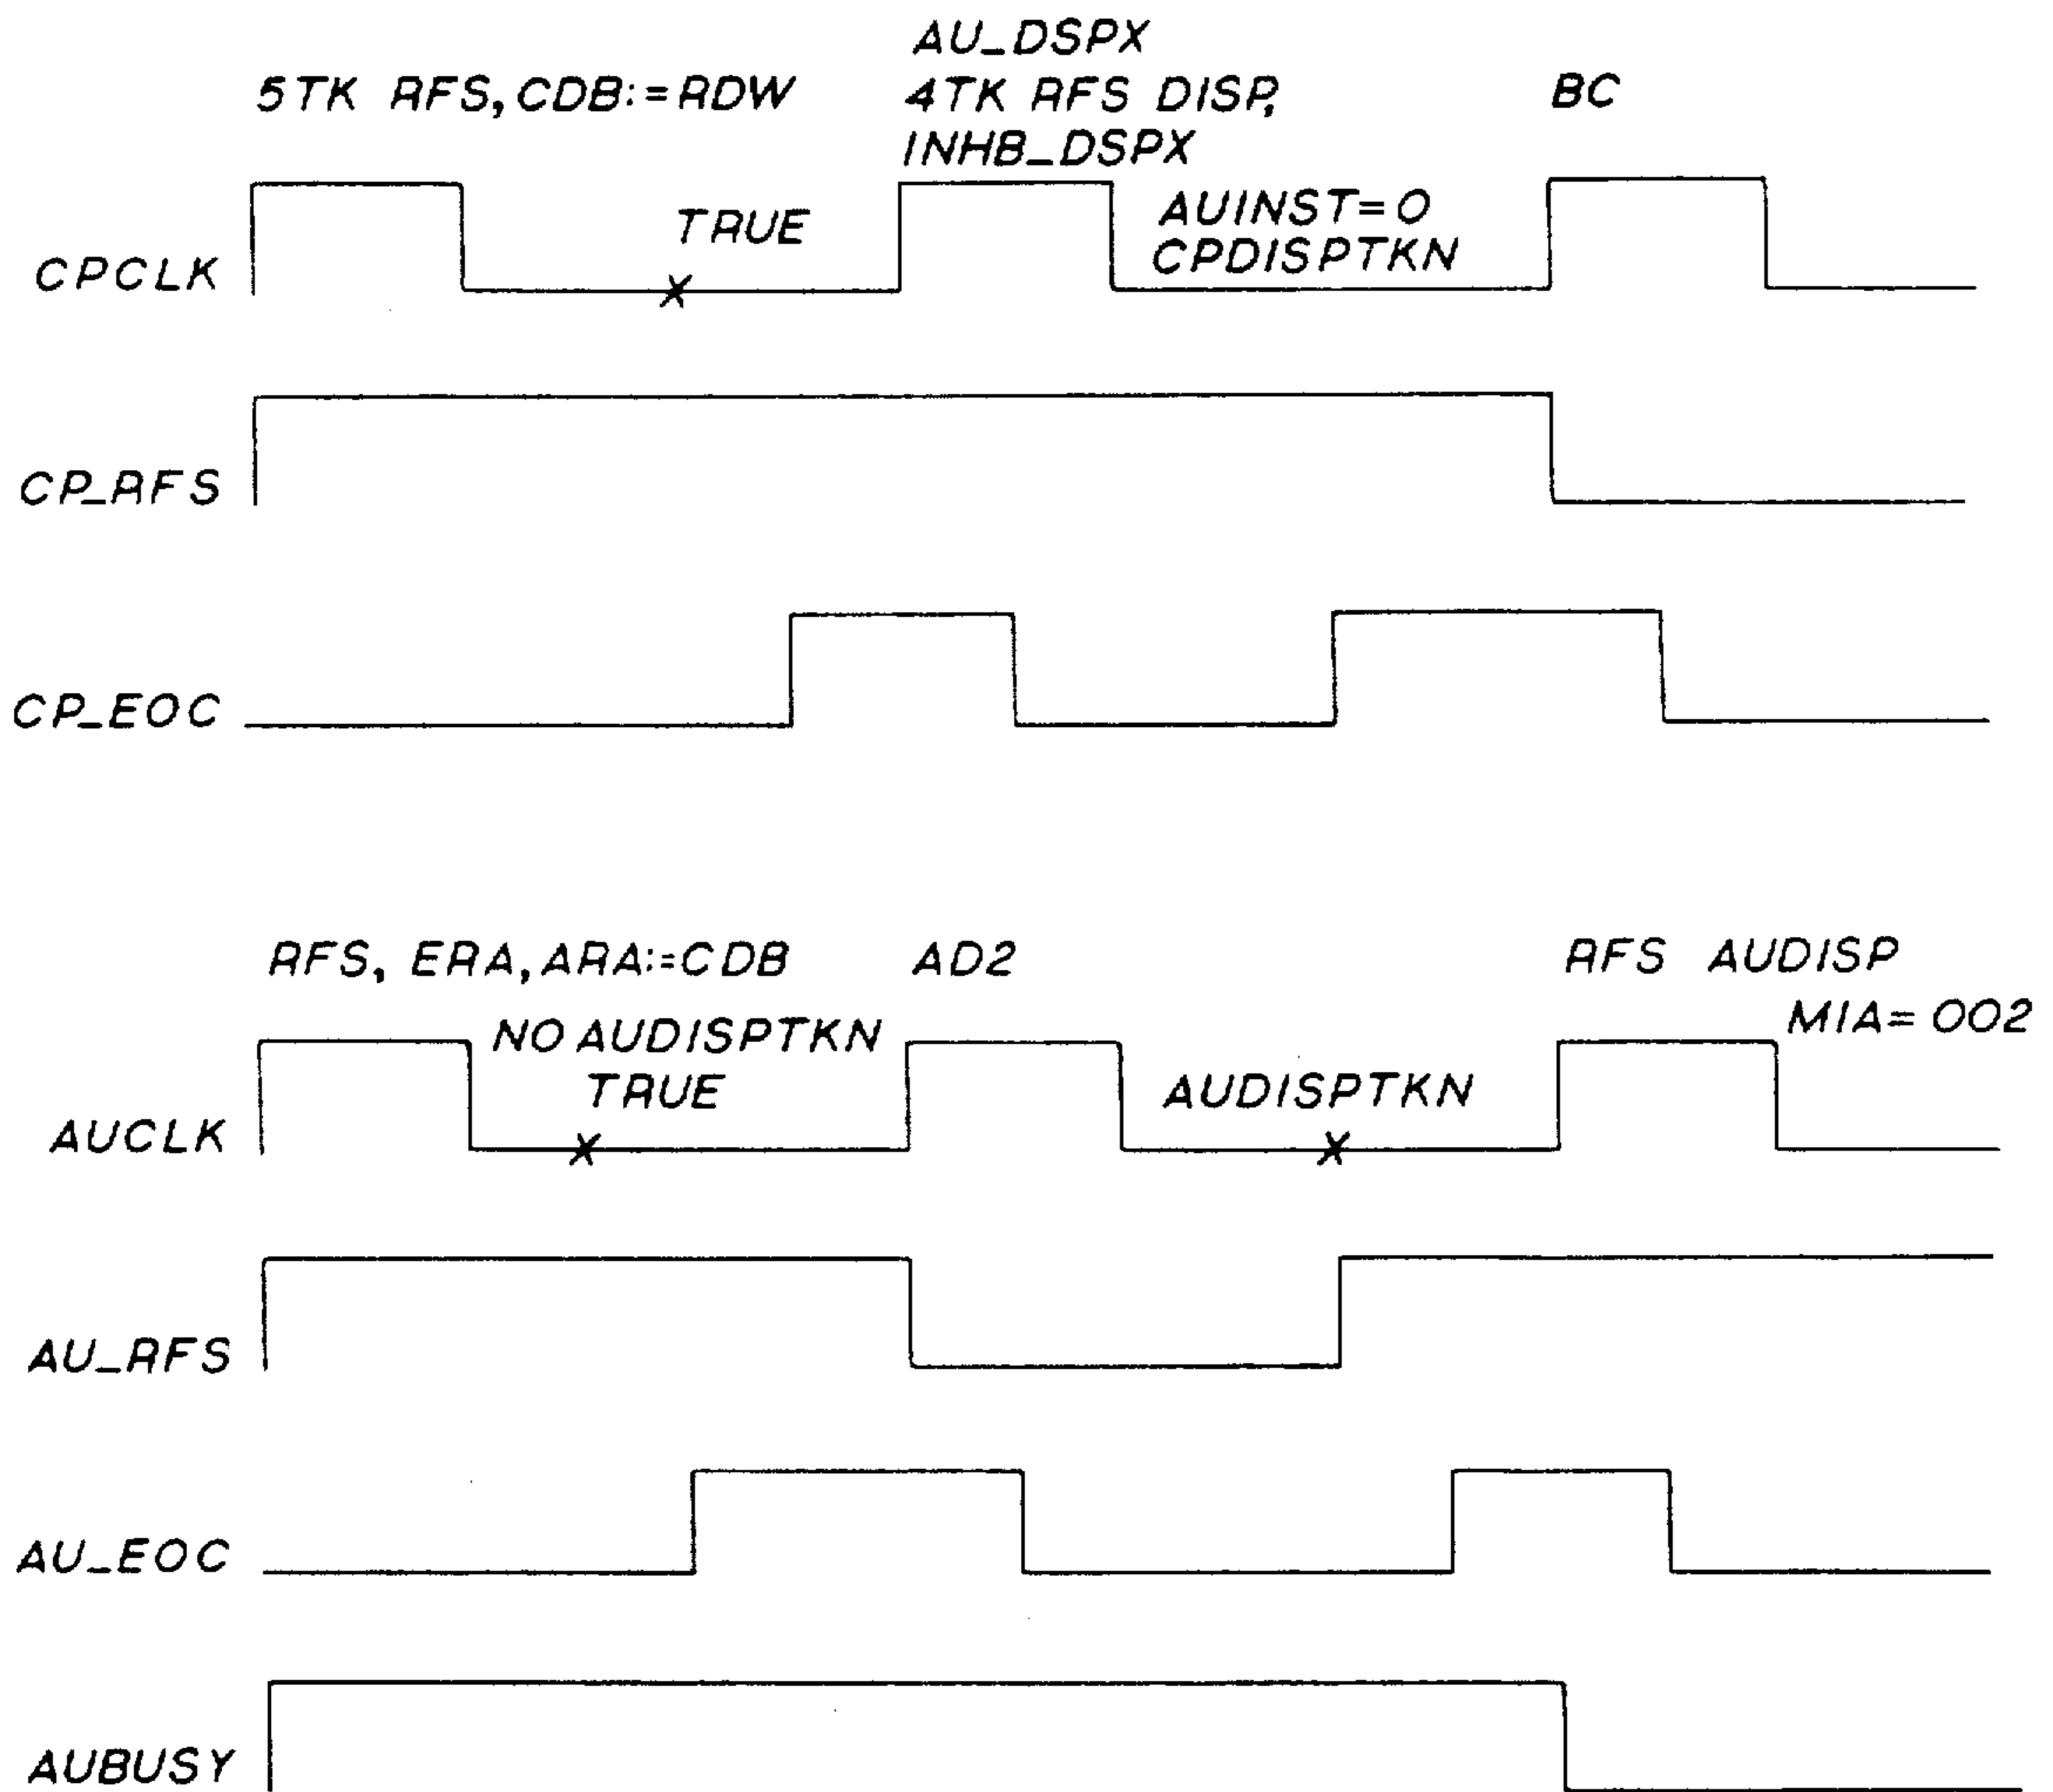 AU_DSPX
5TK RFS, CDB:=RDW
4TK RFS DISP,
BC
INHB_DSPX
TRUE
AUINST=0
CPDISPTKN
CPCLK
CP_RFS
CP_EOC
RFS, ERA, ARA:=CDB
AD2
RFS AUDISP
MIA=002
NO AUDISPTKN
TRUE
AUDISPTKN
AUCLK
AU_RFS
AU_EOC
AUBUSY